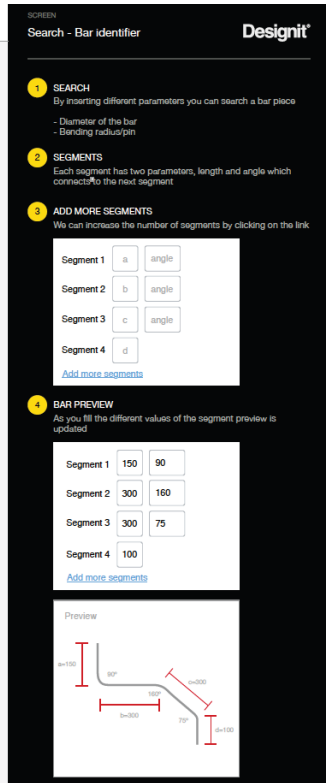 SCREEN
Search - Bar identifier
Designit®
1
SEARCH
By inserting different parameters you can search a bar piece
- Diameter of the bar
- Bending radius/pin
2
SEGMENTS
Each segment has two parameters, length and angle which
connects to the next segment
3
ADD MORE SEGMENTS
We can increase the number of segments by clicking on the link
Segment 1 a angle
Segment 2 b angle
Segment 3 c angle
Segment 4 d
Add more segments
4
BAR PREVIEW
As you fill the different values of the segment preview is
updated
Segment 1 150 90
Segment 2 300 160
Segment 3 300 75
Segment 4 100
Add more segments
Preview
a=150
90º
c=300
160º
b=300
75º
d=100